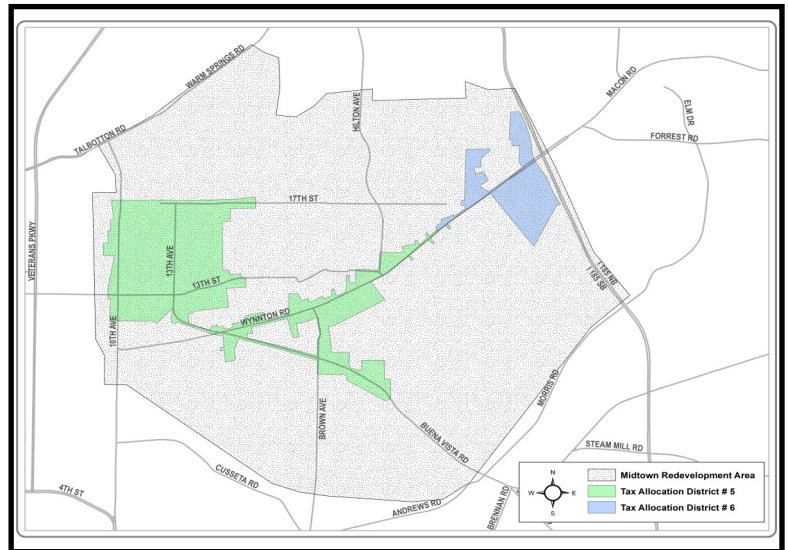 WARM SPRINGS RD
HILTON AVE
MACON RD
ELM DR
TALBOTTON RD
FORREST RD
VETERANS PKWY
17TH ST
13TH AVE
13TH ST
I 185 NB
I 185 SB
WYNNTON RD
10TH AVE
BROWN AVE
MORRIS RD
BUENA VISTA RD
STEAM MILL RD
CUSSETA RD
4TH ST
ANDREWS RD
BRENNAN RD
N
W E
S
Midtown Redevelopment Area
Tax Allocation District # 5
Tax Allocation District # 6